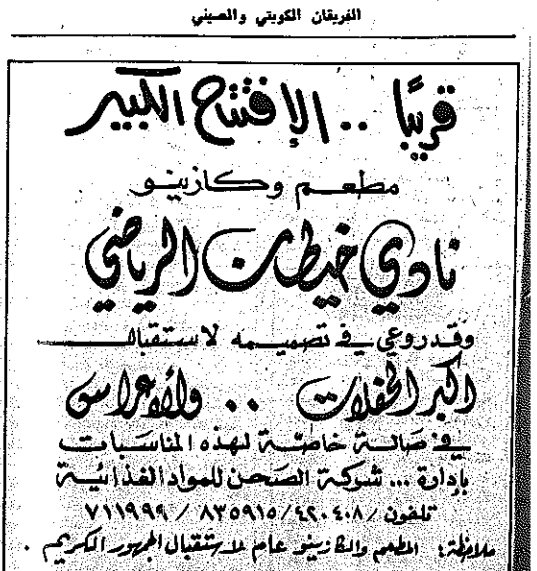 الفريقان الكويتي والصيني
قريبًا .. الإفتتاح الكبير
مطعم وكازينو
نادي خيطان الرياضي
وقد روعي في تصميمه لاستقبال
اكبر الحفلات .. والأعراس
في صالة خاصة لهذه المناسبات
بإدارة ... شركة الصحن للمواد الغذائية
تلفون / ٤٢٠٤٠٨ / ٨٣٥٩١٥ / ٧١١٩٩٩
ملاحظة: المطعم والكازينو عام لاستقبال الجمهور الكريم .